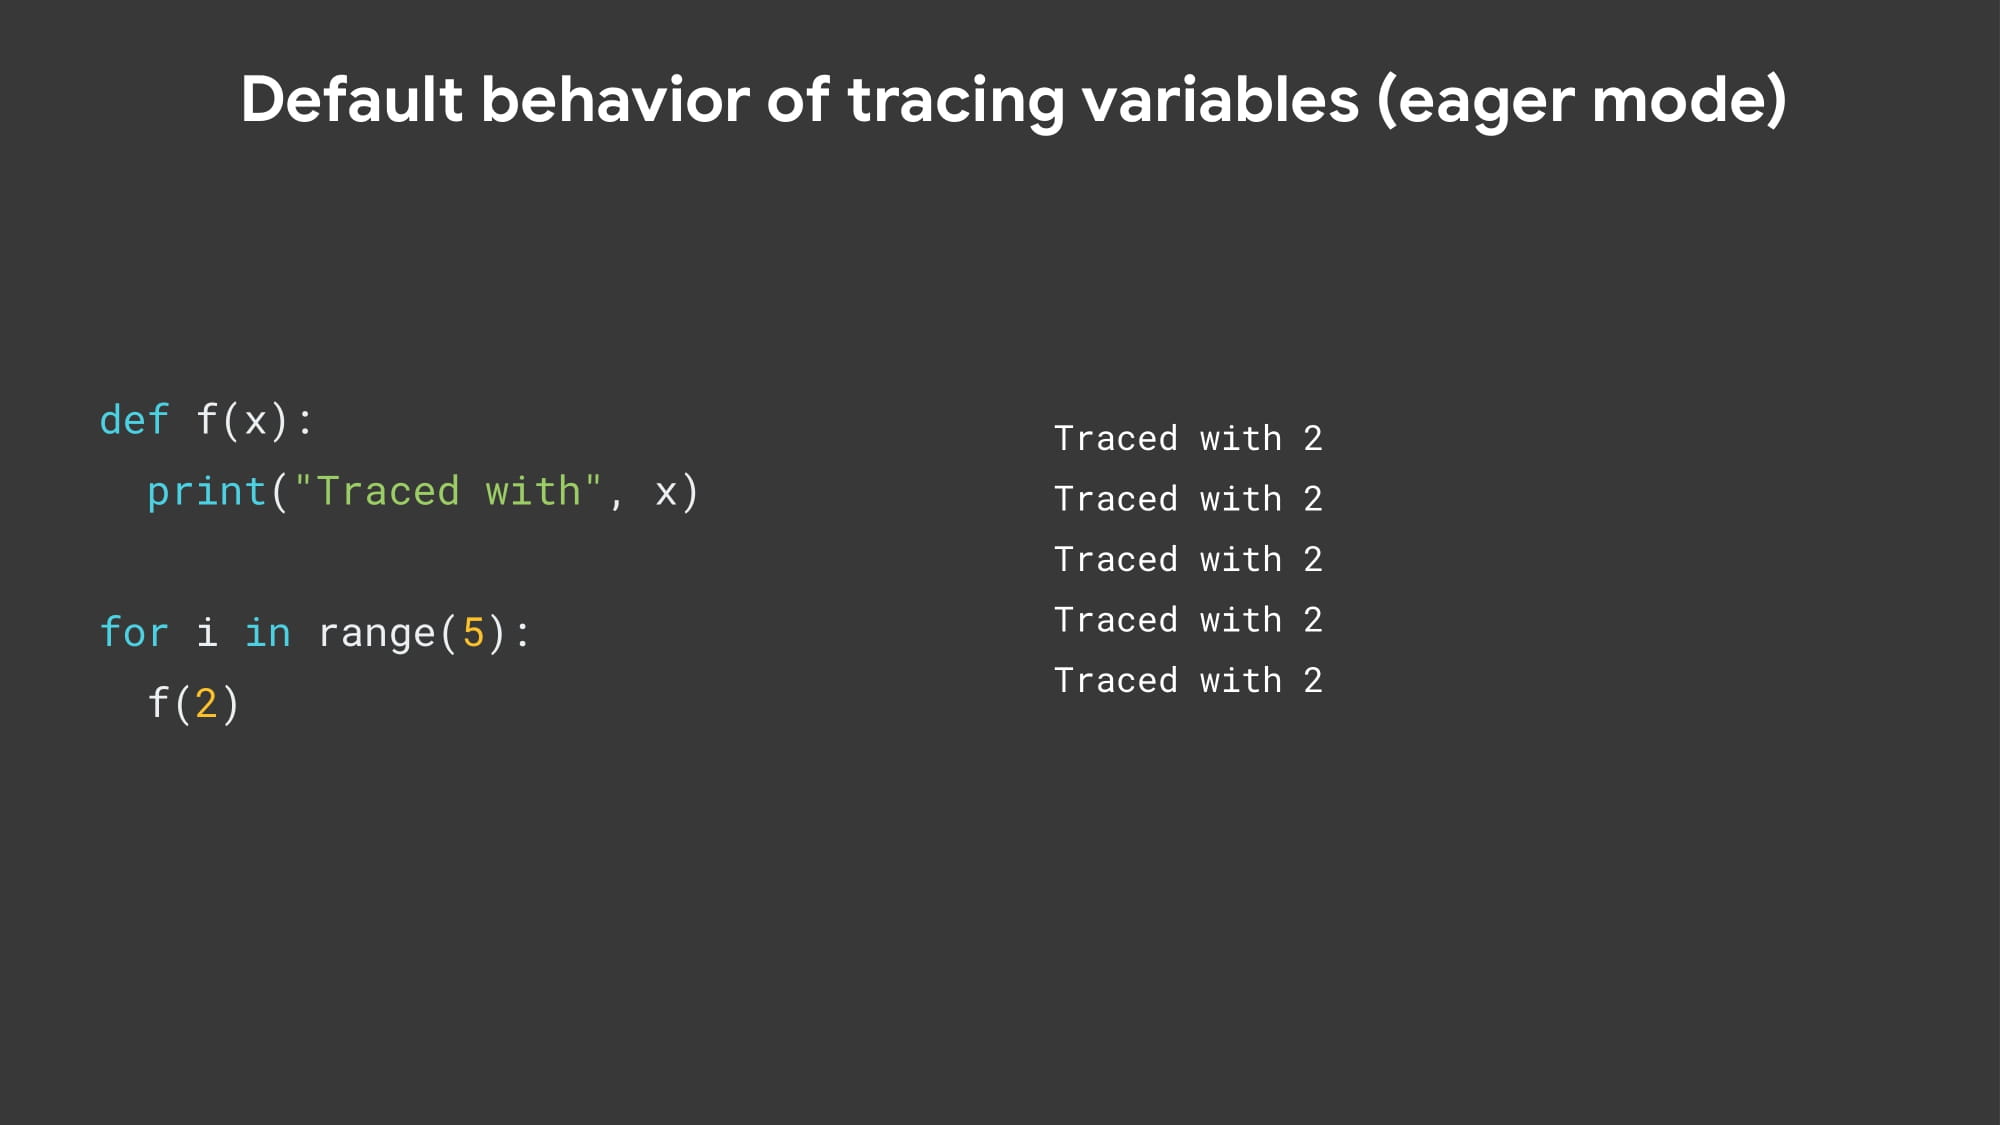 Default behavior of tracing variables (eager mode)
def f(x):
  print("Traced with", x)
for i in range(5):
  f(2)
Traced with 2
Traced with 2
Traced with 2
Traced with 2
Traced with 2